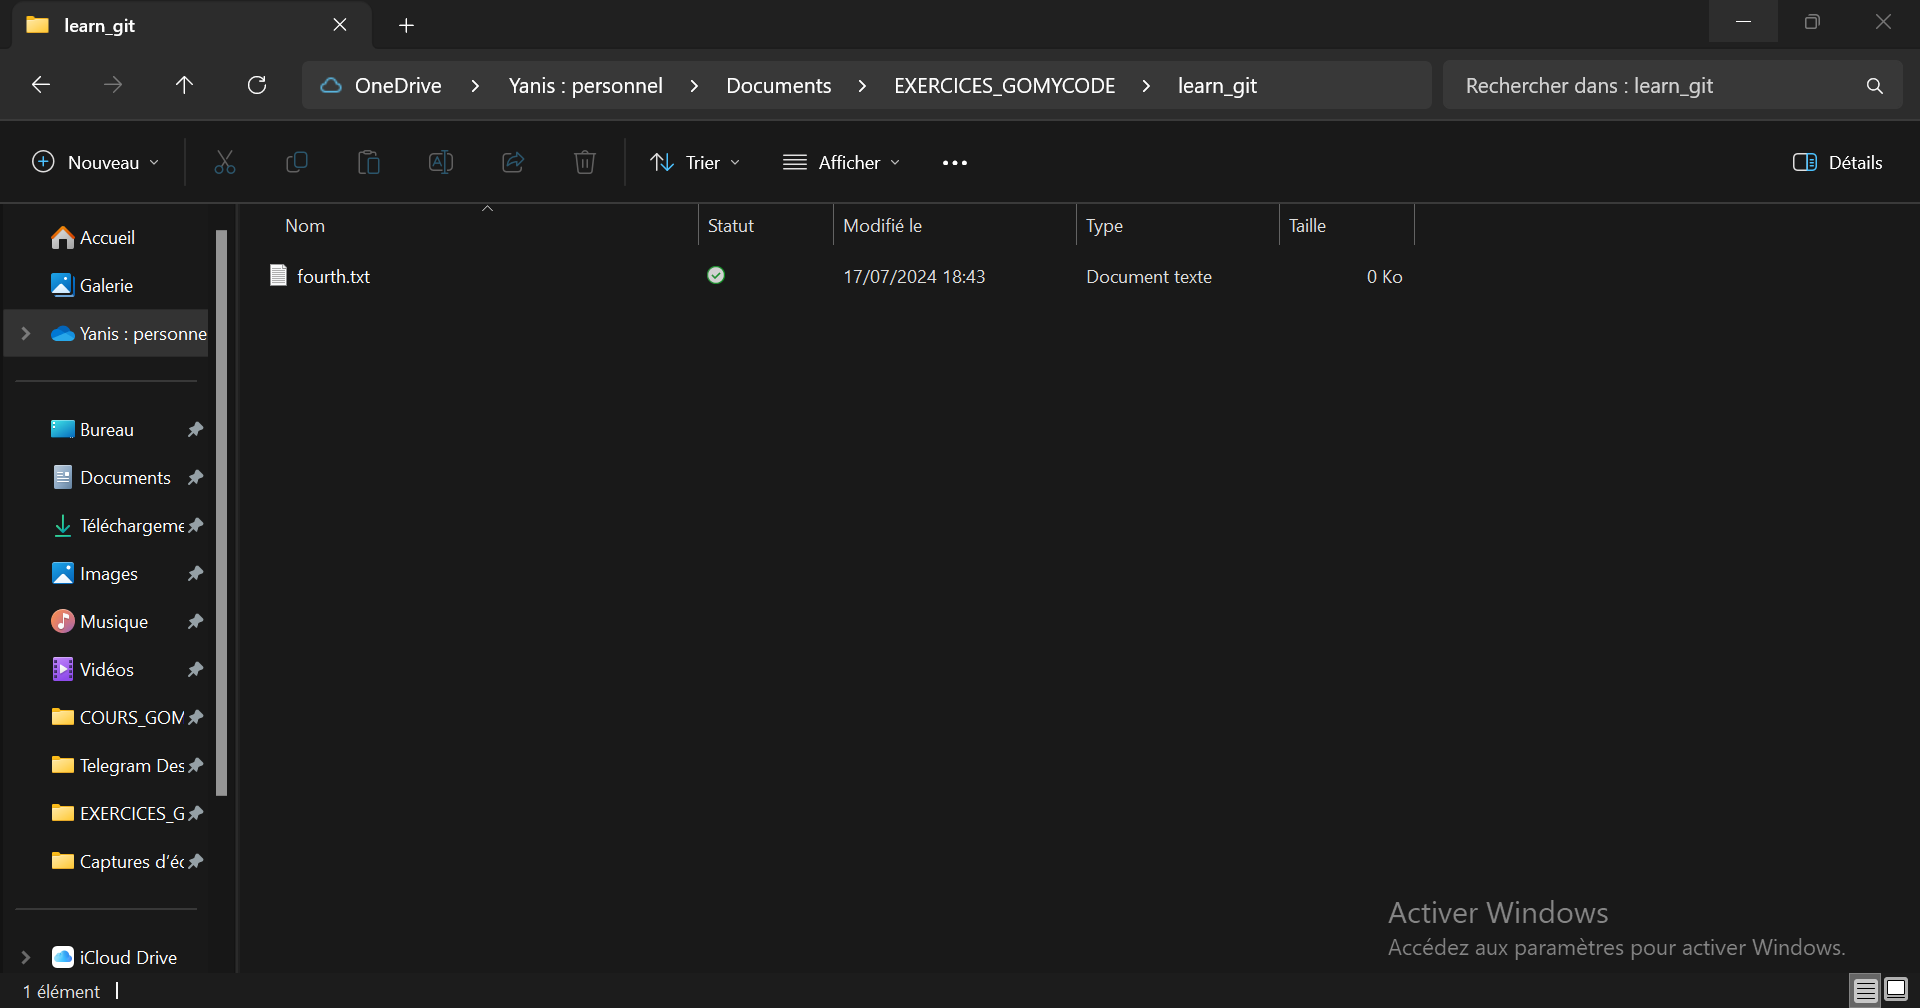 learn_git
OneDrive > Yanis : personnel > Documents > EXERCICES_GOMYCODE > learn_git
Rechercher dans : learn_git
Nouveau
Trier
Afficher
Détails
Nom Statut Modifié le Type Taille
fourth.txt 17/07/2024 18:43 Document texte 0 Ko
Accueil
Galerie
Yanis : personne
Bureau
Documents
Téléchargeme
Images
Musique
Vidéos
COURS_GOM
Telegram Des
EXERCICES_G
Captures d'éc
iCloud Drive
Activer Windows
Accédez aux paramètres pour activer Windows.
1 élément